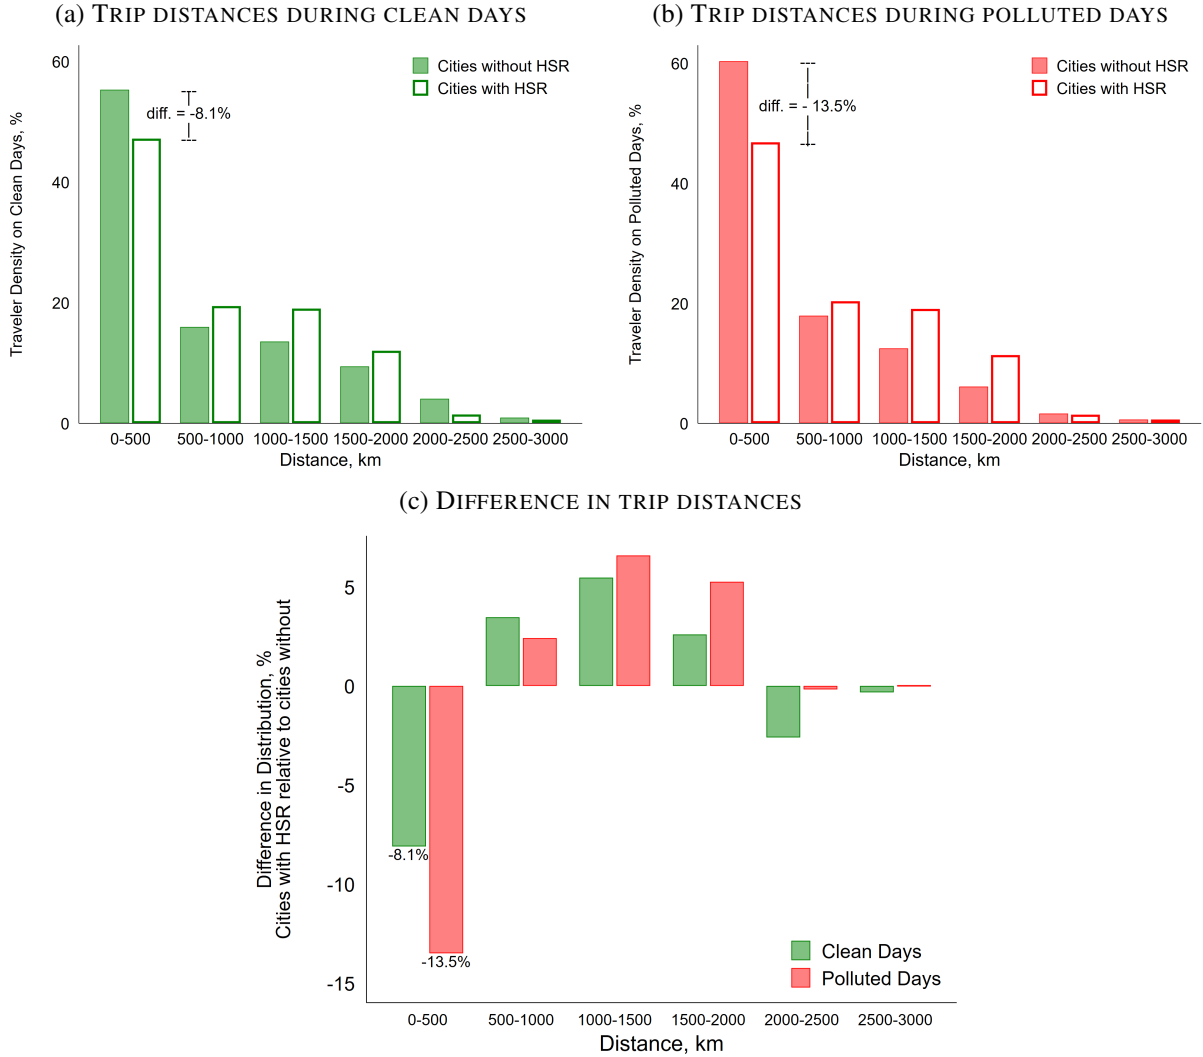 (a) TRIP DISTANCES DURING CLEAN DAYS
Traveler Density on Clean Days, %
60
40
20
0
diff. = -8.1%
Cities without HSR
Cities with HSR
0-500 500-1000 1000-1500 1500-2000 2000-2500 2500-3000
Distance, km
(b) TRIP DISTANCES DURING POLLUTED DAYS
Traveler Density on Polluted Days, %
60
40
20
0
diff. = - 13.5%
Cities without HSR
Cities with HSR
0-500 500-1000 1000-1500 1500-2000 2000-2500 2500-3000
Distance, km
(c) DIFFERENCE IN TRIP DISTANCES
Difference in Distribution, %
Cities with HSR relative to cities without
5
0
-5
-10
-15
-8.1%
-13.5%
Clean Days
Polluted Days
0-500 500-1000 1000-1500 1500-2000 2000-2500 2500-3000
Distance, km